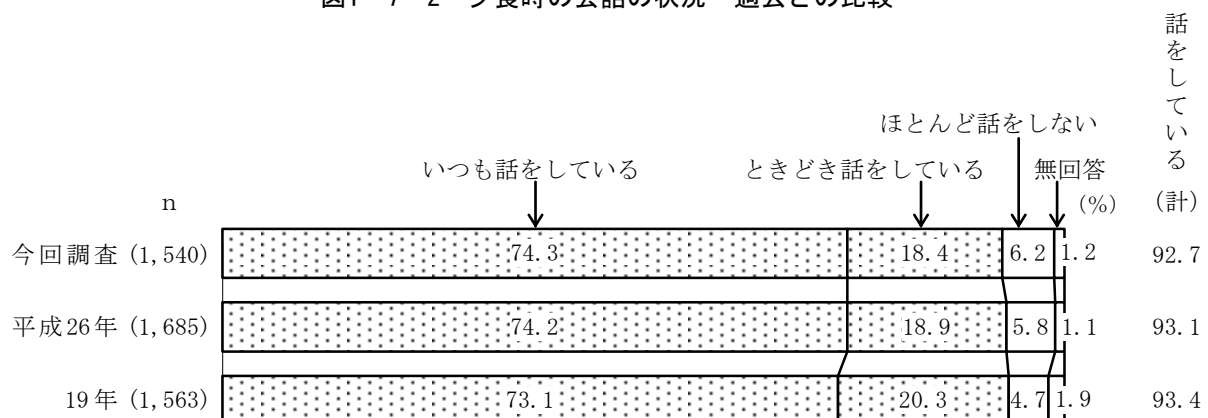 図1－7－2　夕食時の会話の状況－過去との比較
話をしている（計）
ほとんど話をしない
いつも話をしている　ときどき話をしている　無回答
n　(%)
今回調査 (1,540)　74.3　18.4　6.2　1.2　92.7
平成26年 (1,685)　74.2　18.9　5.8　1.1　93.1
19年 (1,563)　73.1　20.3　4.7　1.9　93.4